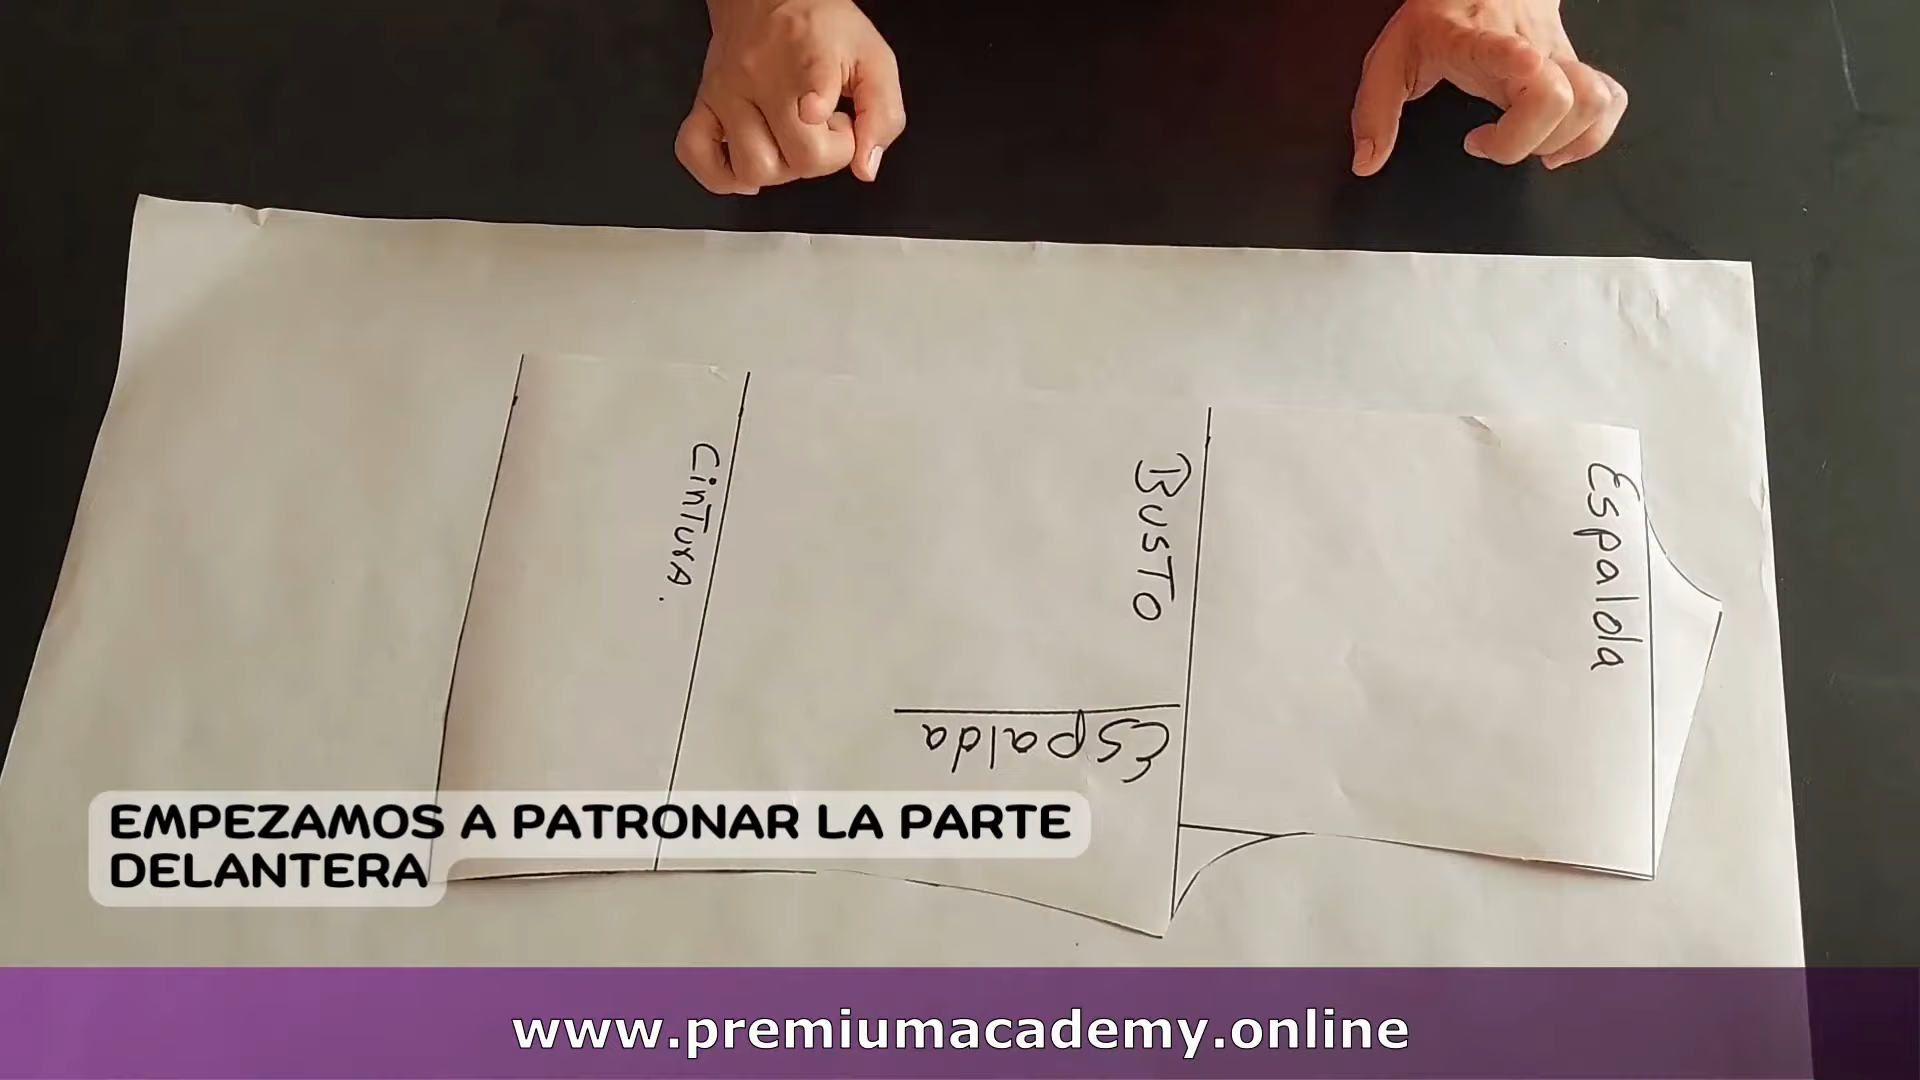 Espalda
Busto
Espalda
Cintura.
EMPEZAMOS A PATRONAR LA PARTE
DELANTERA
www.premiumacademy.online